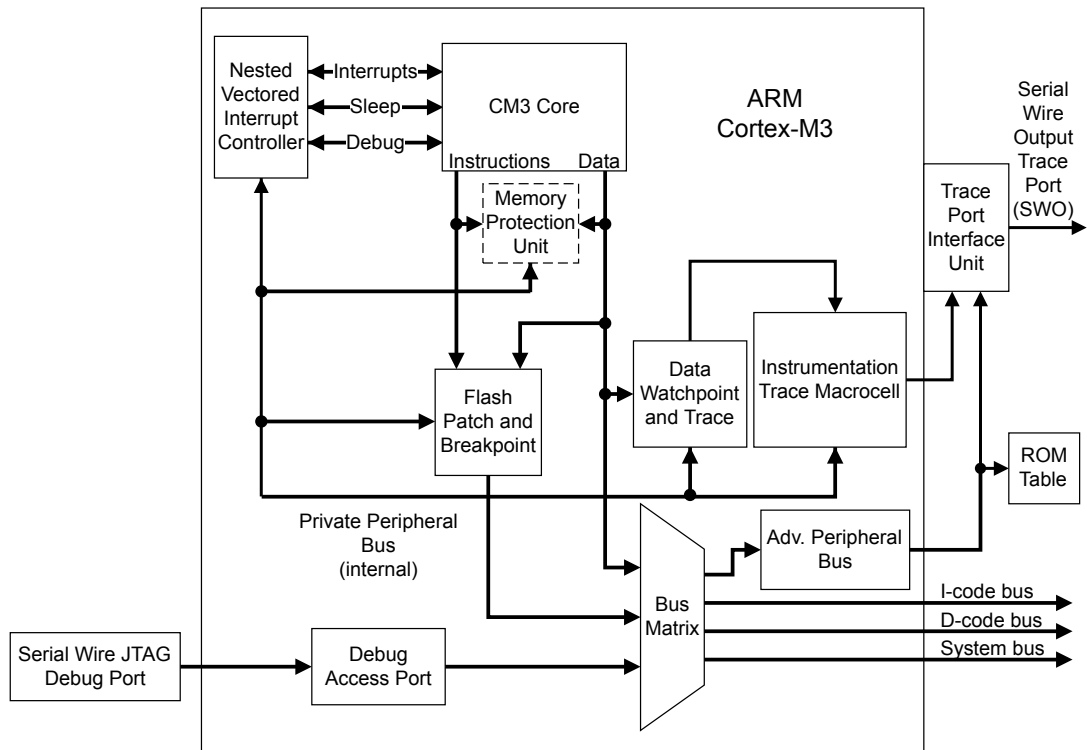 Nested
Vectored
Interrupt
Controller
Interrupts
Sleep
Debug
CM3 Core
Instructions
Data
ARM
Cortex-M3
Serial
Wire
Output
Trace
Port
(SWO)
Trace
Port
Interface
Unit
Memory
Protection
Unit
Flash
Patch and
Breakpoint
Data
Watchpoint
and Trace
Instrumentation
Trace Macrocell
ROM
Table
Private Peripheral
Bus
(internal)
Adv. Peripheral
Bus
Bus
Matrix
I-code bus
D-code bus
System bus
Serial Wire JTAG
Debug Port
Debug
Access Port